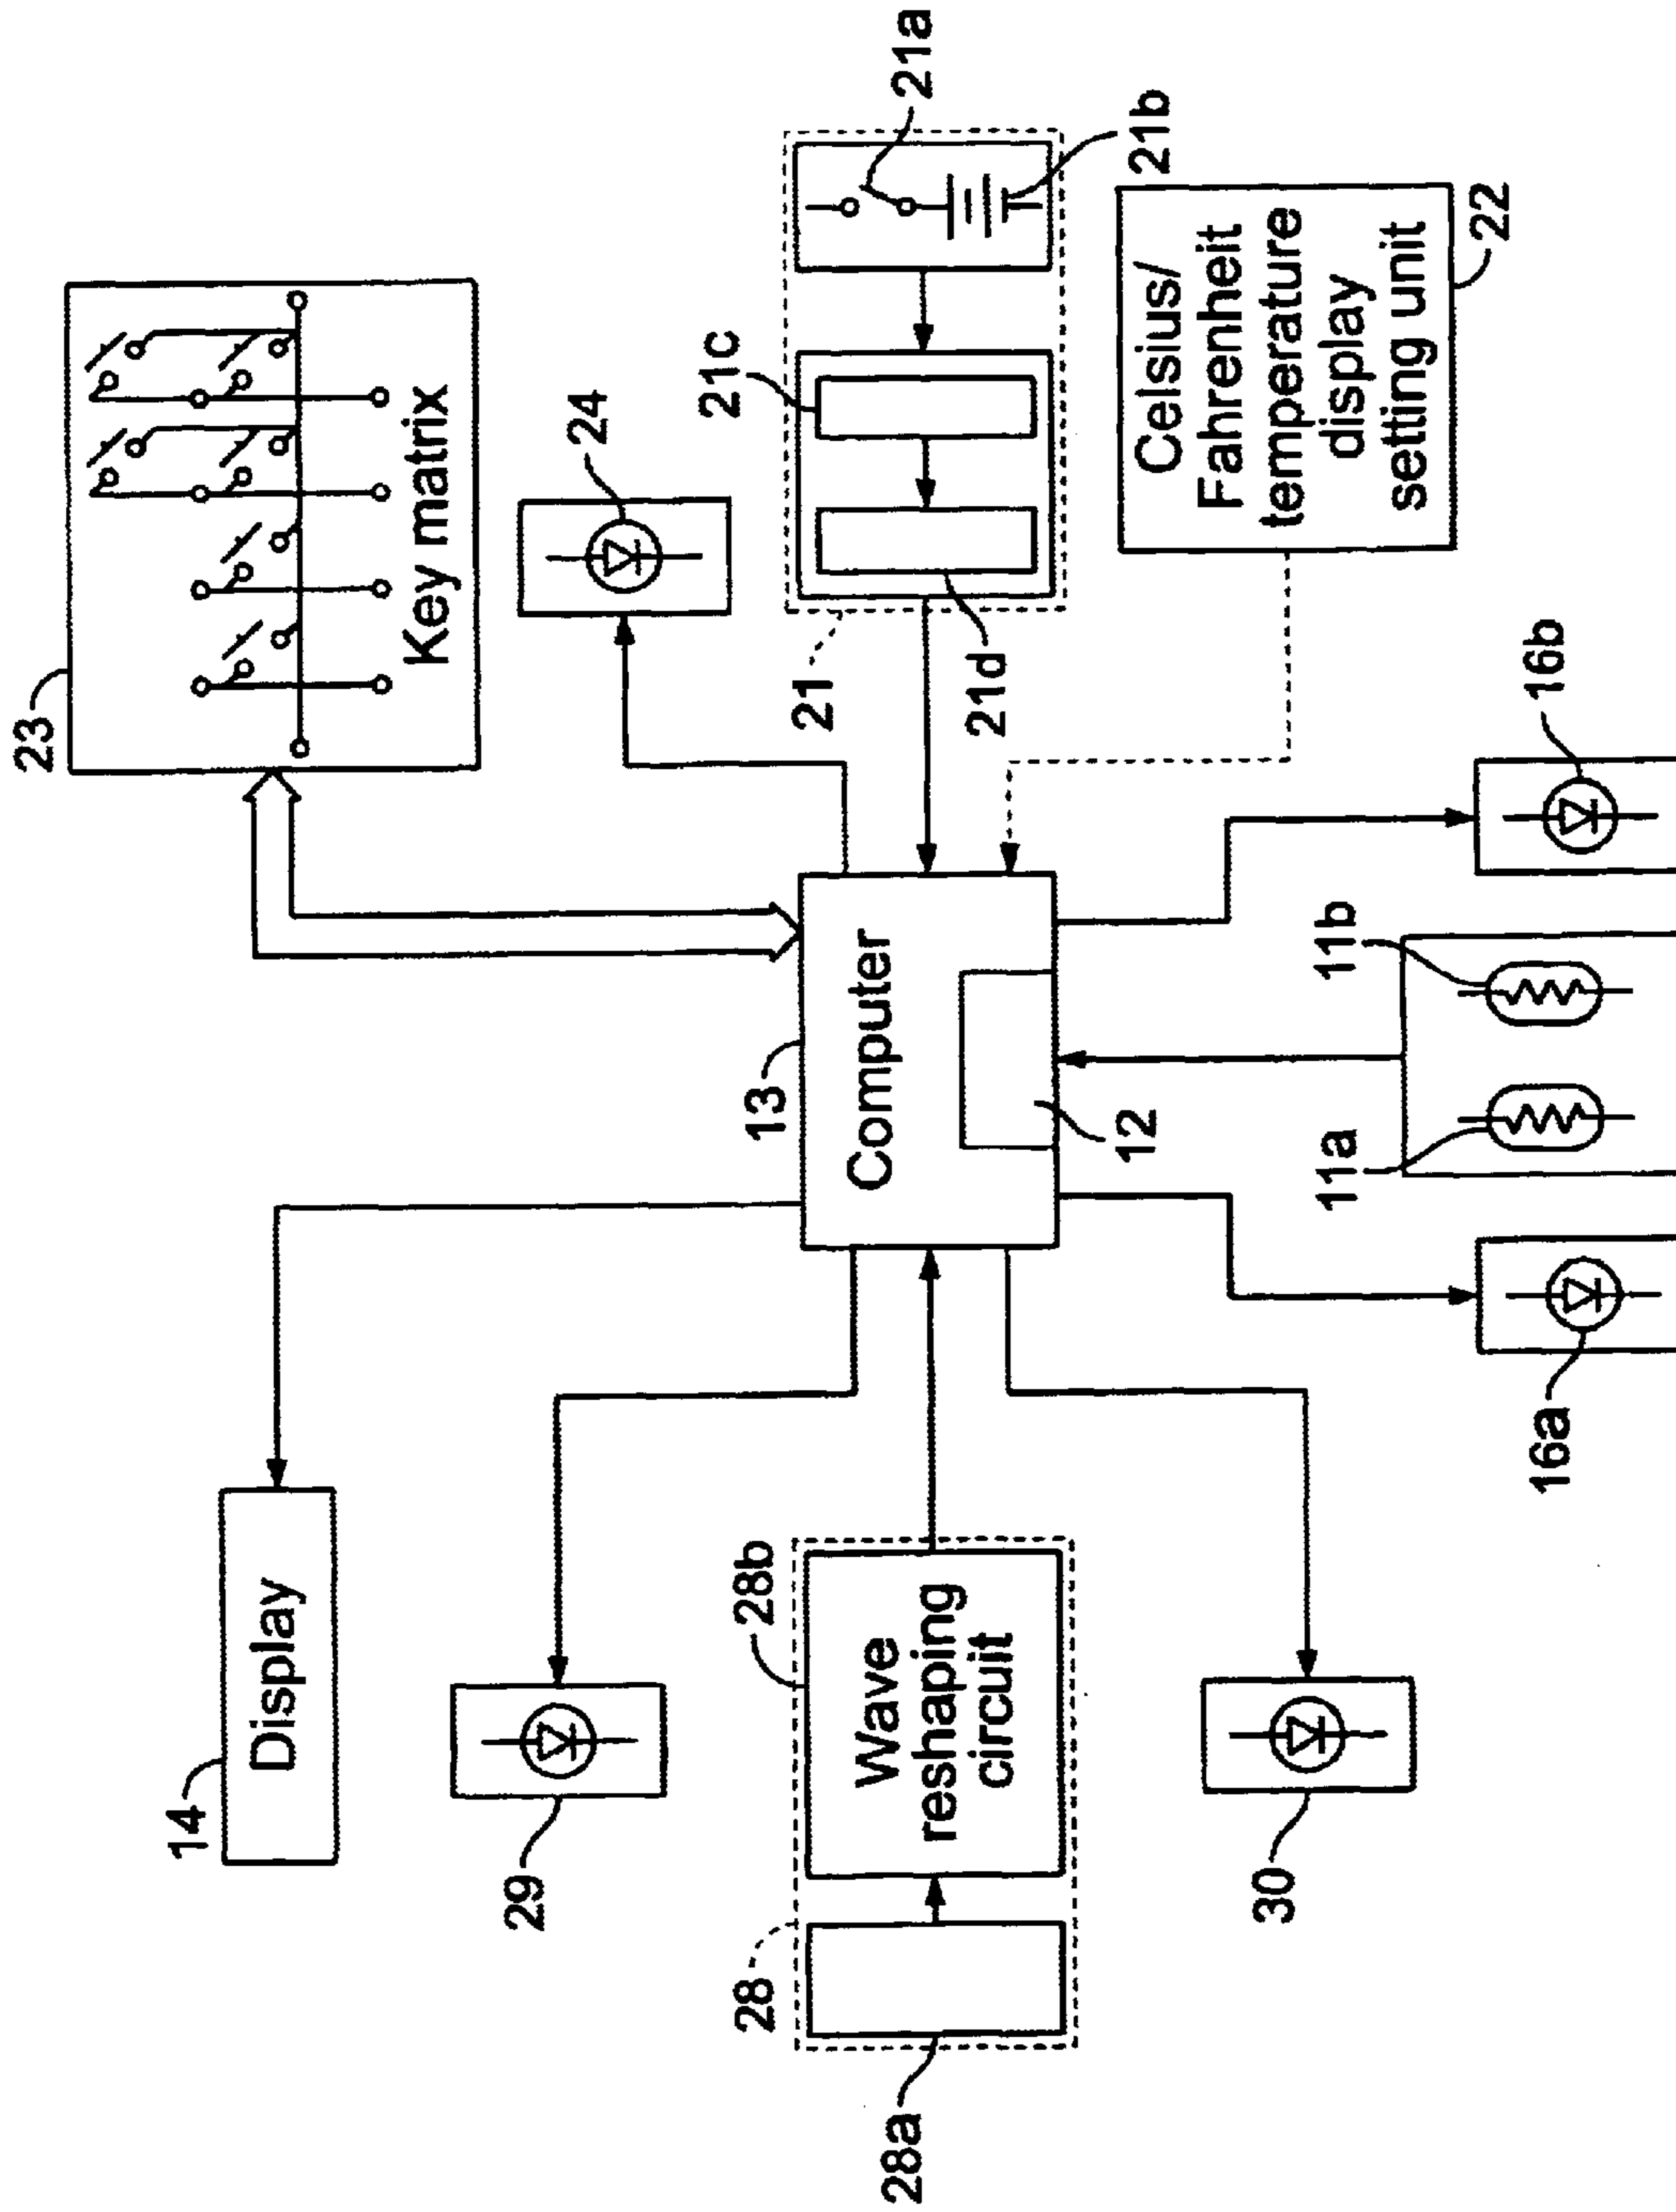 23
Key matrix
24
21a
21c
21b
21
21d
Celsius/
Fahrenheit
temperature
display
setting unit
22
14
Display
13
Computer
12
29
28
28b
Wave
reshaping
circuit
28a
30
16a
11a
11b
16b